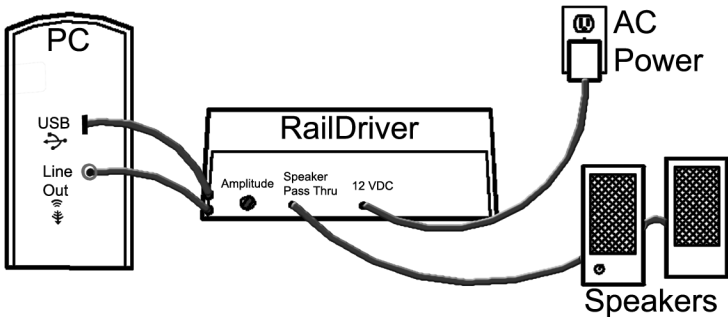 PC
USB
Line
Out
RailDriver
Amplitude
Speaker
Pass Thru
12 VDC
AC
Power
Speakers